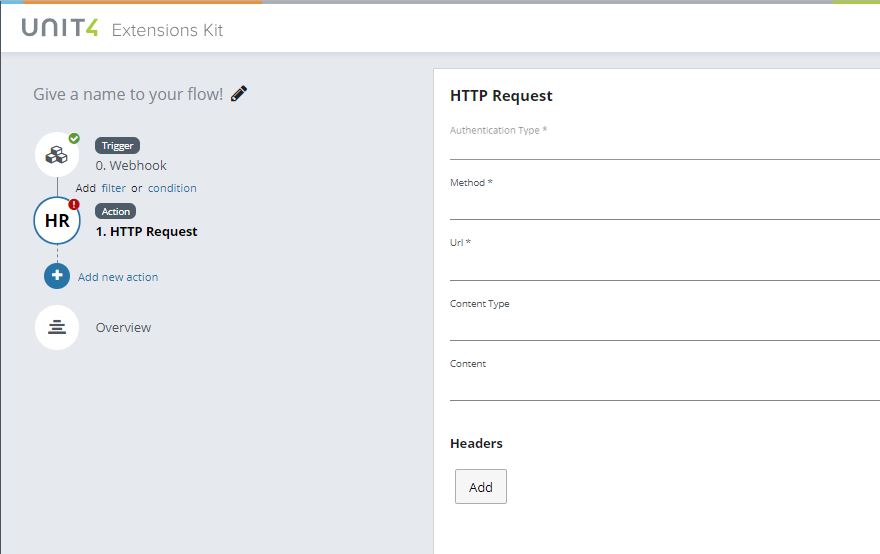 UNIT4 Extensions Kit
Give a name to your flow!
Trigger
0. Webhook
Add filter or condition
HR
Action
1. HTTP Request
Add new action
Overview
HTTP Request
Authentication Type *
Method *
Url *
Content Type
Content
Headers
Add